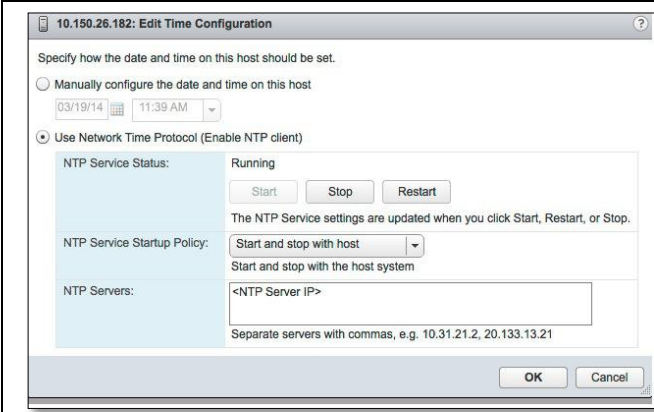 10.150.26.182: Edit Time Configuration
?
Specify how the date and time on this host should be set.
Manually configure the date and time on this host
03/19/14 11:39 AM
Use Network Time Protocol (Enable NTP client)
NTP Service Status: Running
Start Stop Restart
The NTP Service settings are updated when you click Start, Restart, or Stop.
NTP Service Startup Policy: Start and stop with host
Start and stop with the host system
NTP Servers: <NTP Server IP>
Separate servers with commas, e.g. 10.31.21.2, 20.133.13.21
OK Cancel